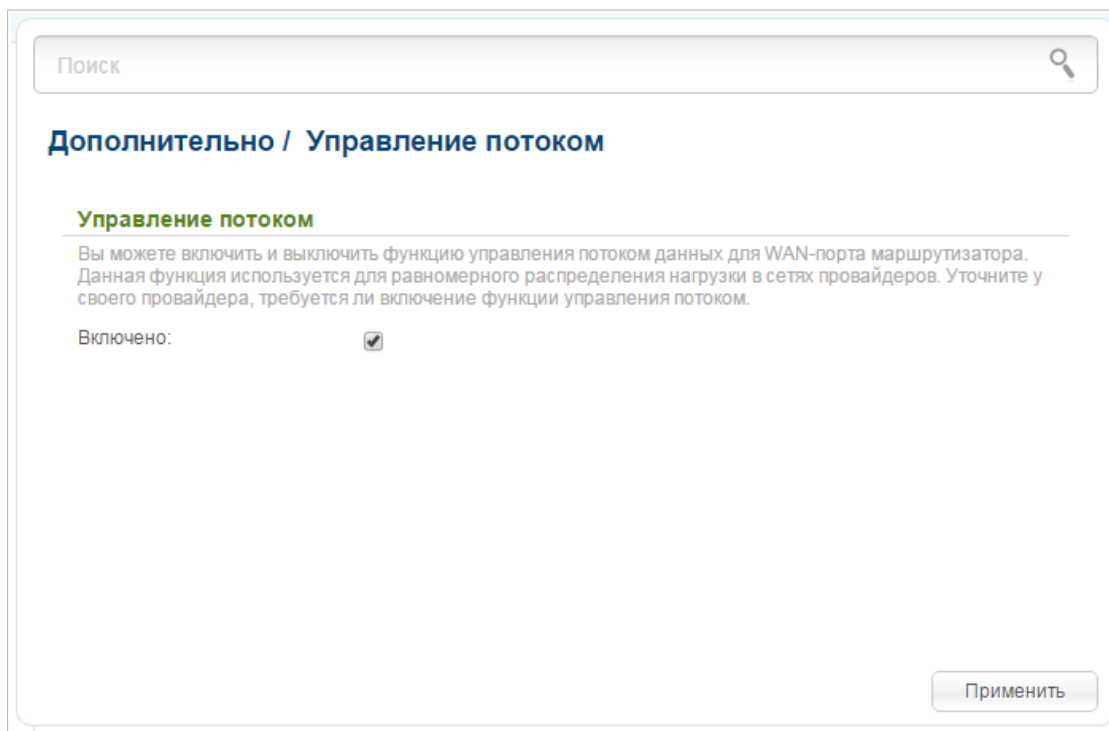 Поиск
Дополнительно / Управление потоком
Управление потоком
Вы можете включить и выключить функцию управления потоком данных для WAN-порта маршрутизатора.
Данная функция используется для равномерного распределения нагрузки в сетях провайдеров. Уточните у
своего провайдера, требуется ли включение функции управления потоком.
Включено:
Применить